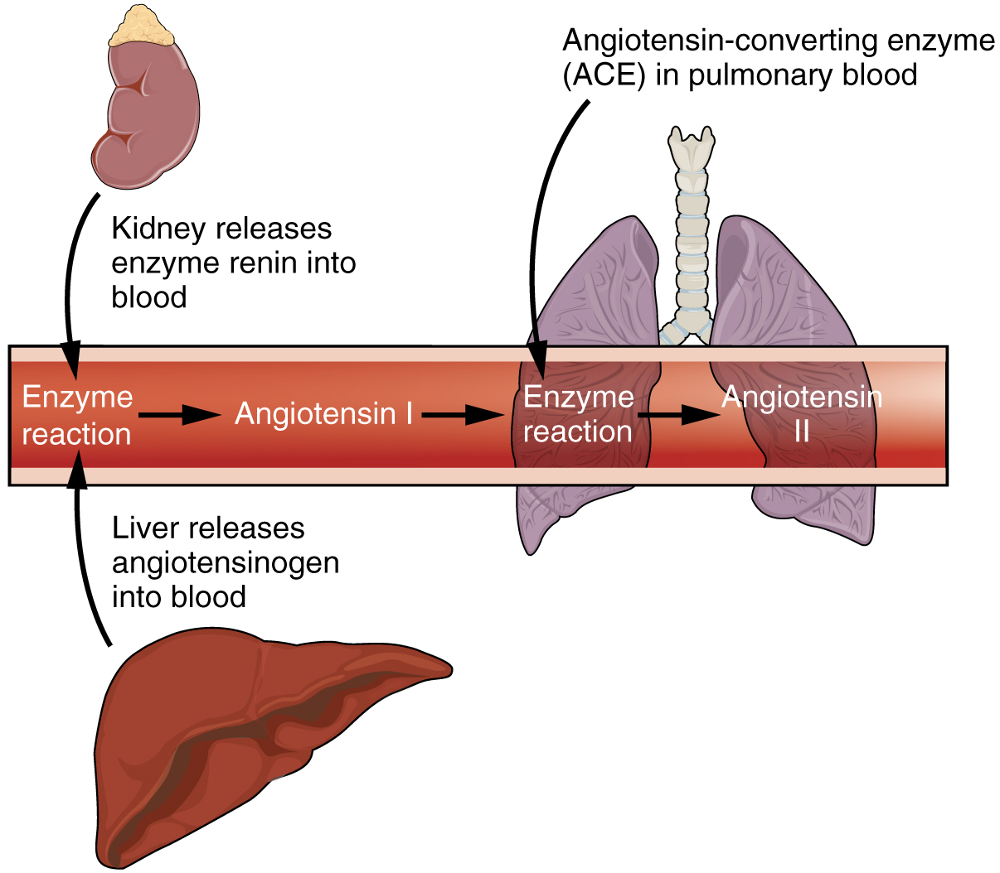 Angiotensin-converting enzyme
(ACE) in pulmonary blood
Kidney releases
enzyme renin into
blood
Enzyme
reaction
Angiotensin I
Enzyme
reaction
Angiotensin
II
Liver releases
angiotensinogen
into blood